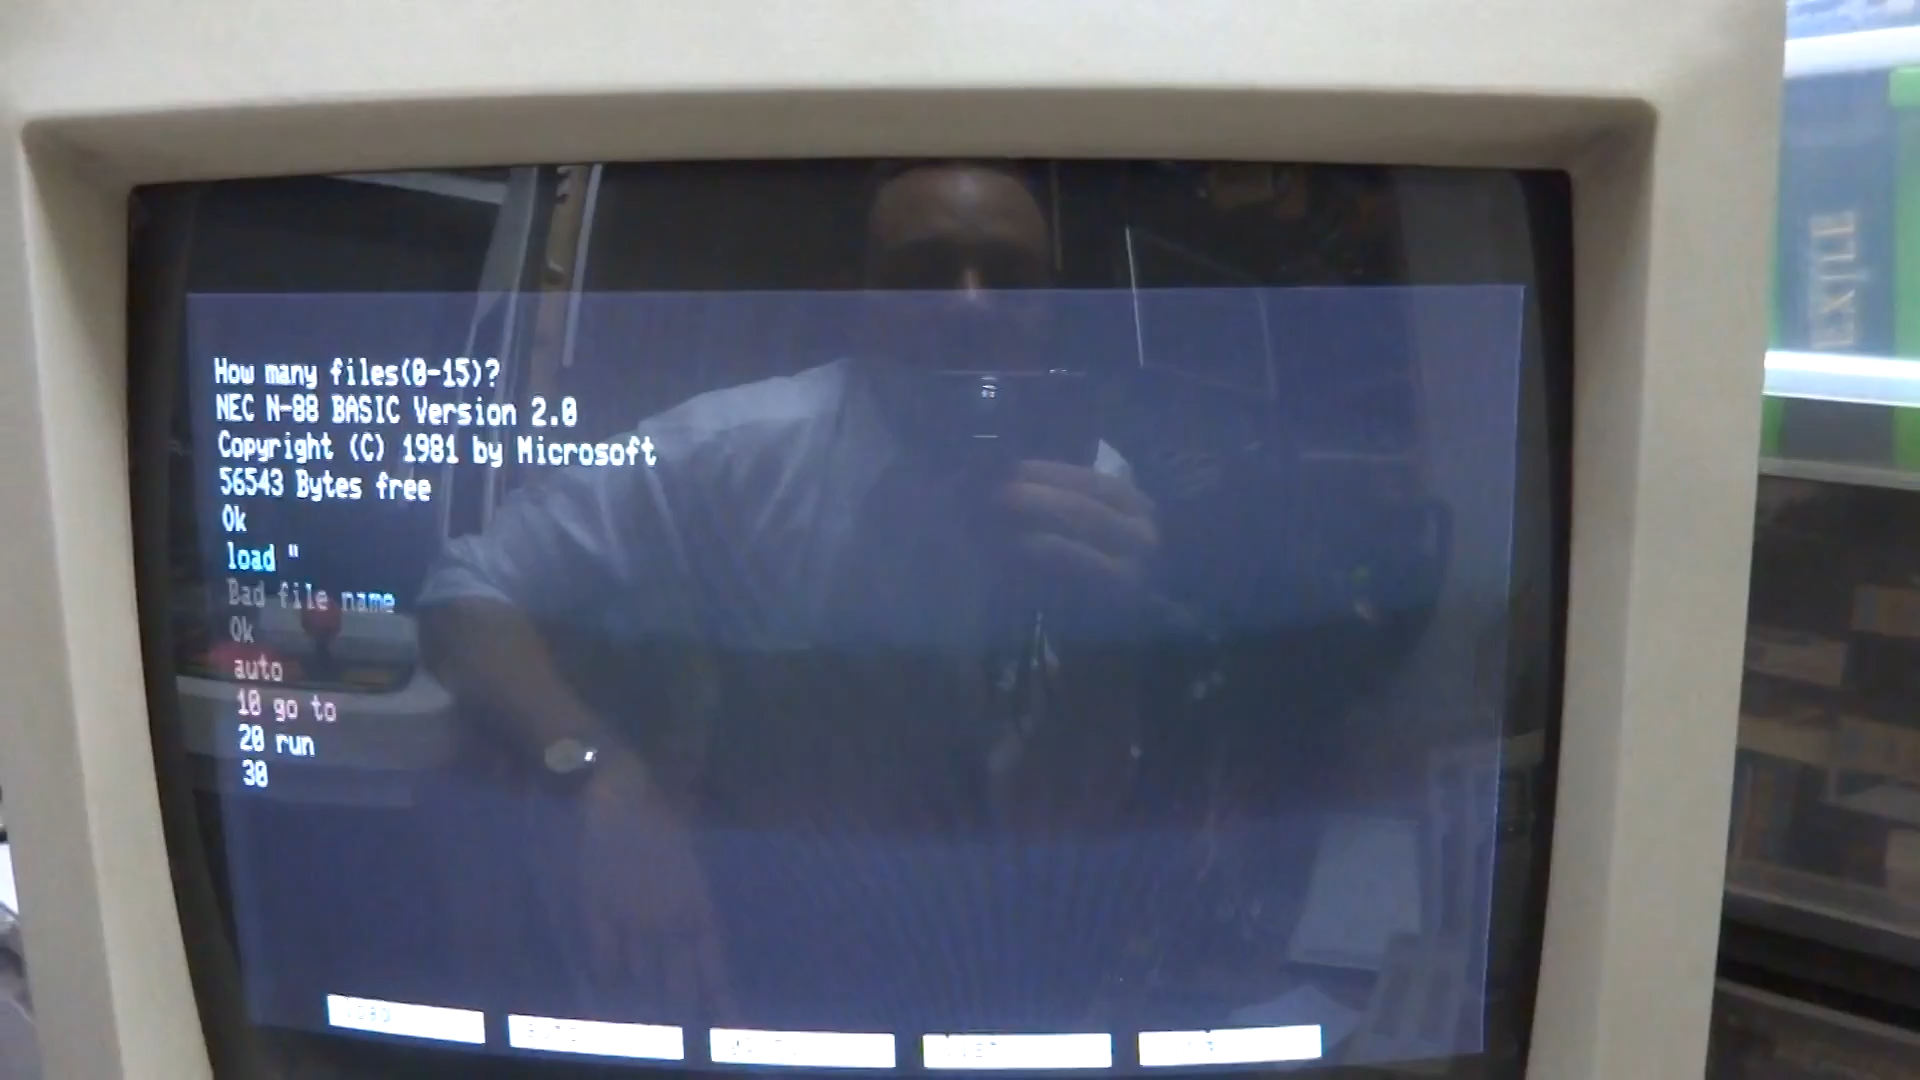 How many files(0-15)?
NEC N-88 BASIC Version 2.0
Copyright (C) 1981 by Microsoft
56543 Bytes free
Ok
load "
Bad file name
Ok
auto
10 go to
20 run
30
EXILE